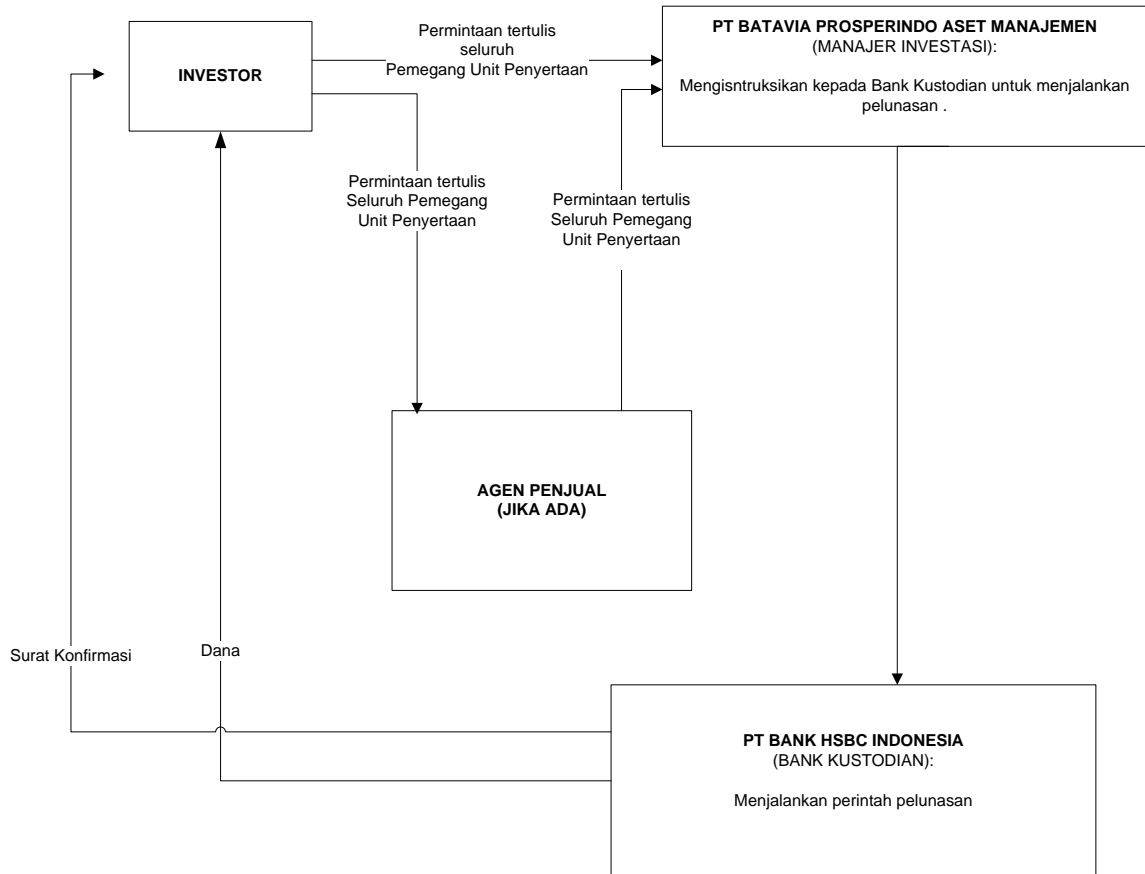 Permintaan tertulis
seluruh
Pemegang Unit Penyertaan
PT BATAVIA PROSPERINDO ASET MANAJEMEN
(MANAJER INVESTASI):
Mengisntruksikan kepada Bank Kustodian untuk menjalankan
pelunasan .
INVESTOR
Permintaan tertulis
Seluruh Pemegang
Unit Penyertaan
Permintaan tertulis
Seluruh Pemegang
Unit Penyertaan
AGEN PENJUAL
(JIKA ADA)
Surat Konfirmasi
Dana
PT BANK HSBC INDONESIA
(BANK KUSTODIAN):
Menjalankan perintah pelunasan